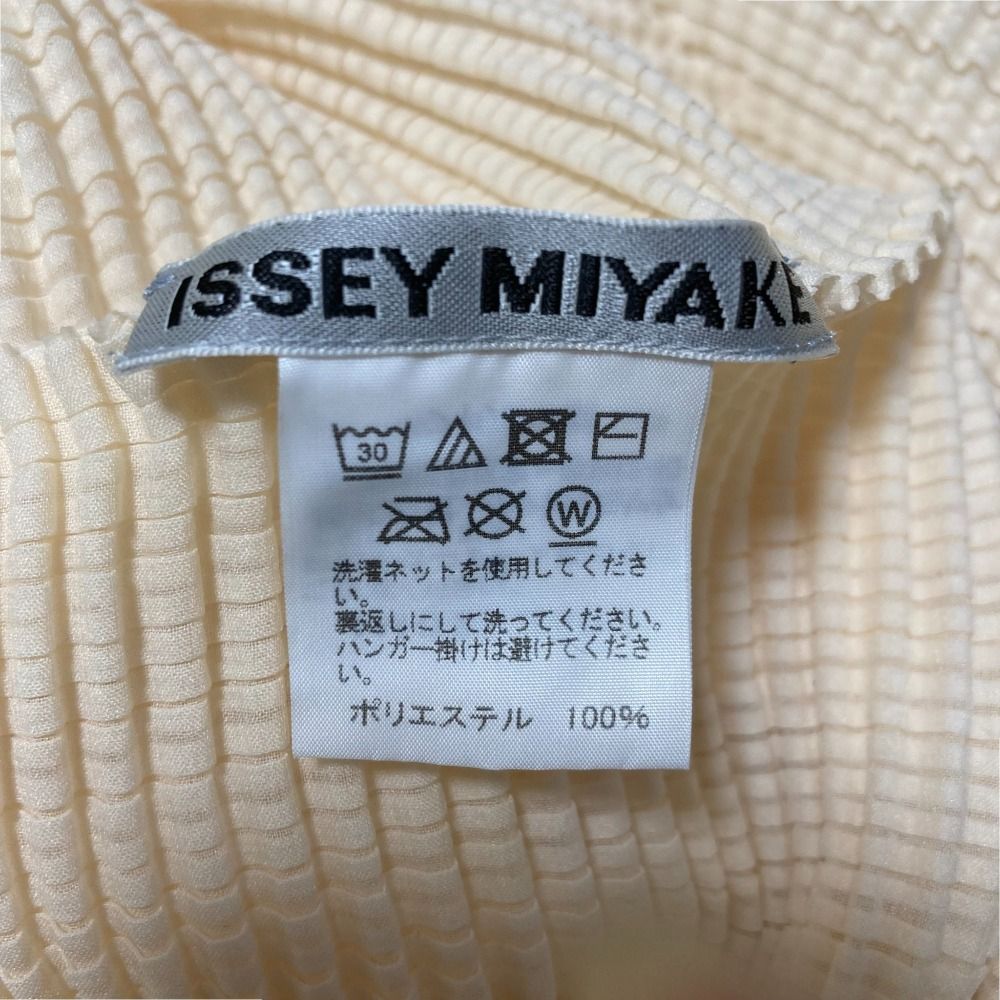 ISSEY MIYAKE
30
W
洗濯ネットを使用してくださ
い。
裏返しにして洗ってください。
ハンガー掛けは避けてくださ
い。
ポリエステル 100%